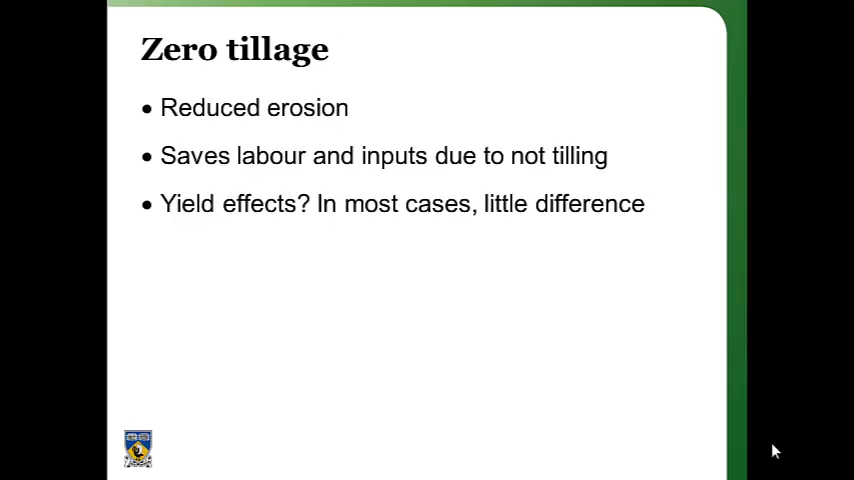 Zero tillage
• Reduced erosion
• Saves labour and inputs due to not tilling
• Yield effects? In most cases, little difference